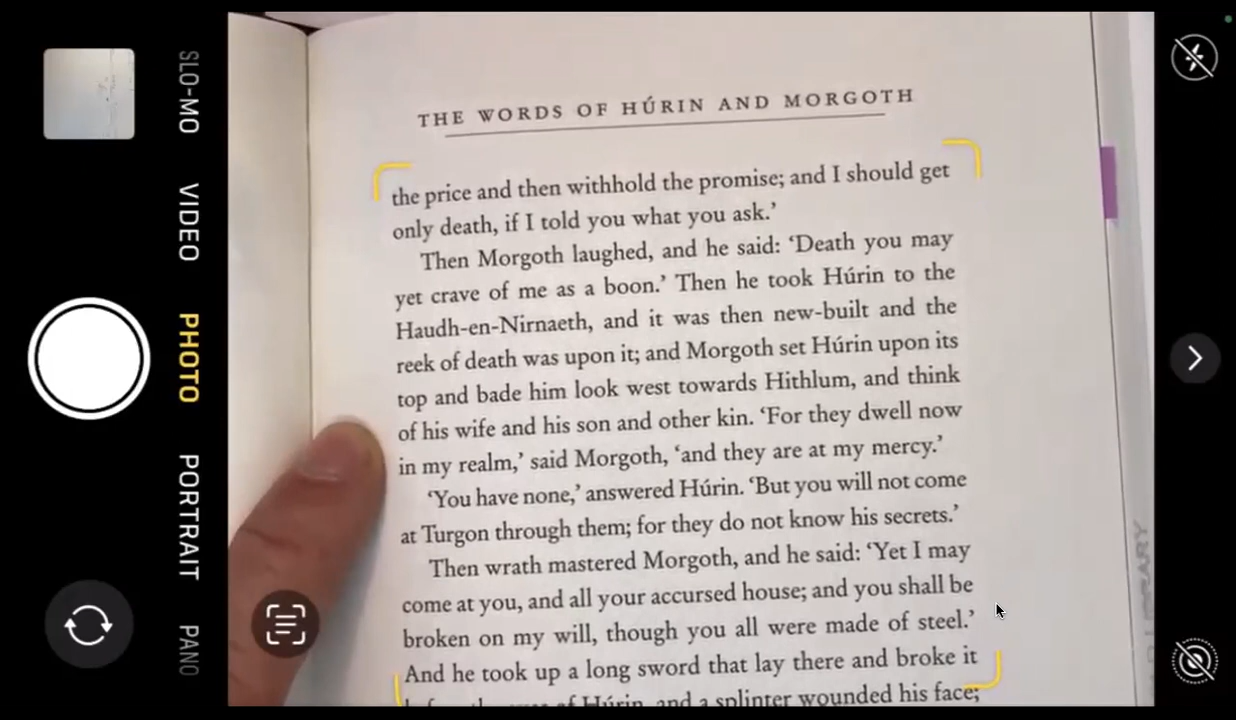 SLO-MO
VIDEO
PHOTO
PORTRAIT
PANO
THE WORDS OF HÚRIN AND MORGOTH
the price and then withhold the promise; and I should get
only death, if I told you what you ask.’
Then Morgoth laughed, and he said: ‘Death you may
yet crave of me as a boon.’ Then he took Húrin to the
Haudh-en-Nirnaeth, and it was then new-built and the
reek of death was upon it; and Morgoth set Húrin upon its
top and bade him look west towards Hithlum, and think
of his wife and his son and other kin. ‘For they dwell now
in my realm,’ said Morgoth, ‘and they are at my mercy.’
‘You have none,’ answered Húrin. ‘But you will not come
at Turgon through them; for they do not know his secrets.’
Then wrath mastered Morgoth, and he said: ‘Yet I may
come at you, and all your accursed house; and you shall be
broken on my will, though you all were made of steel.’
And he took up a long sword that lay there and broke it
of Húrin, and a splinter wounded his face;